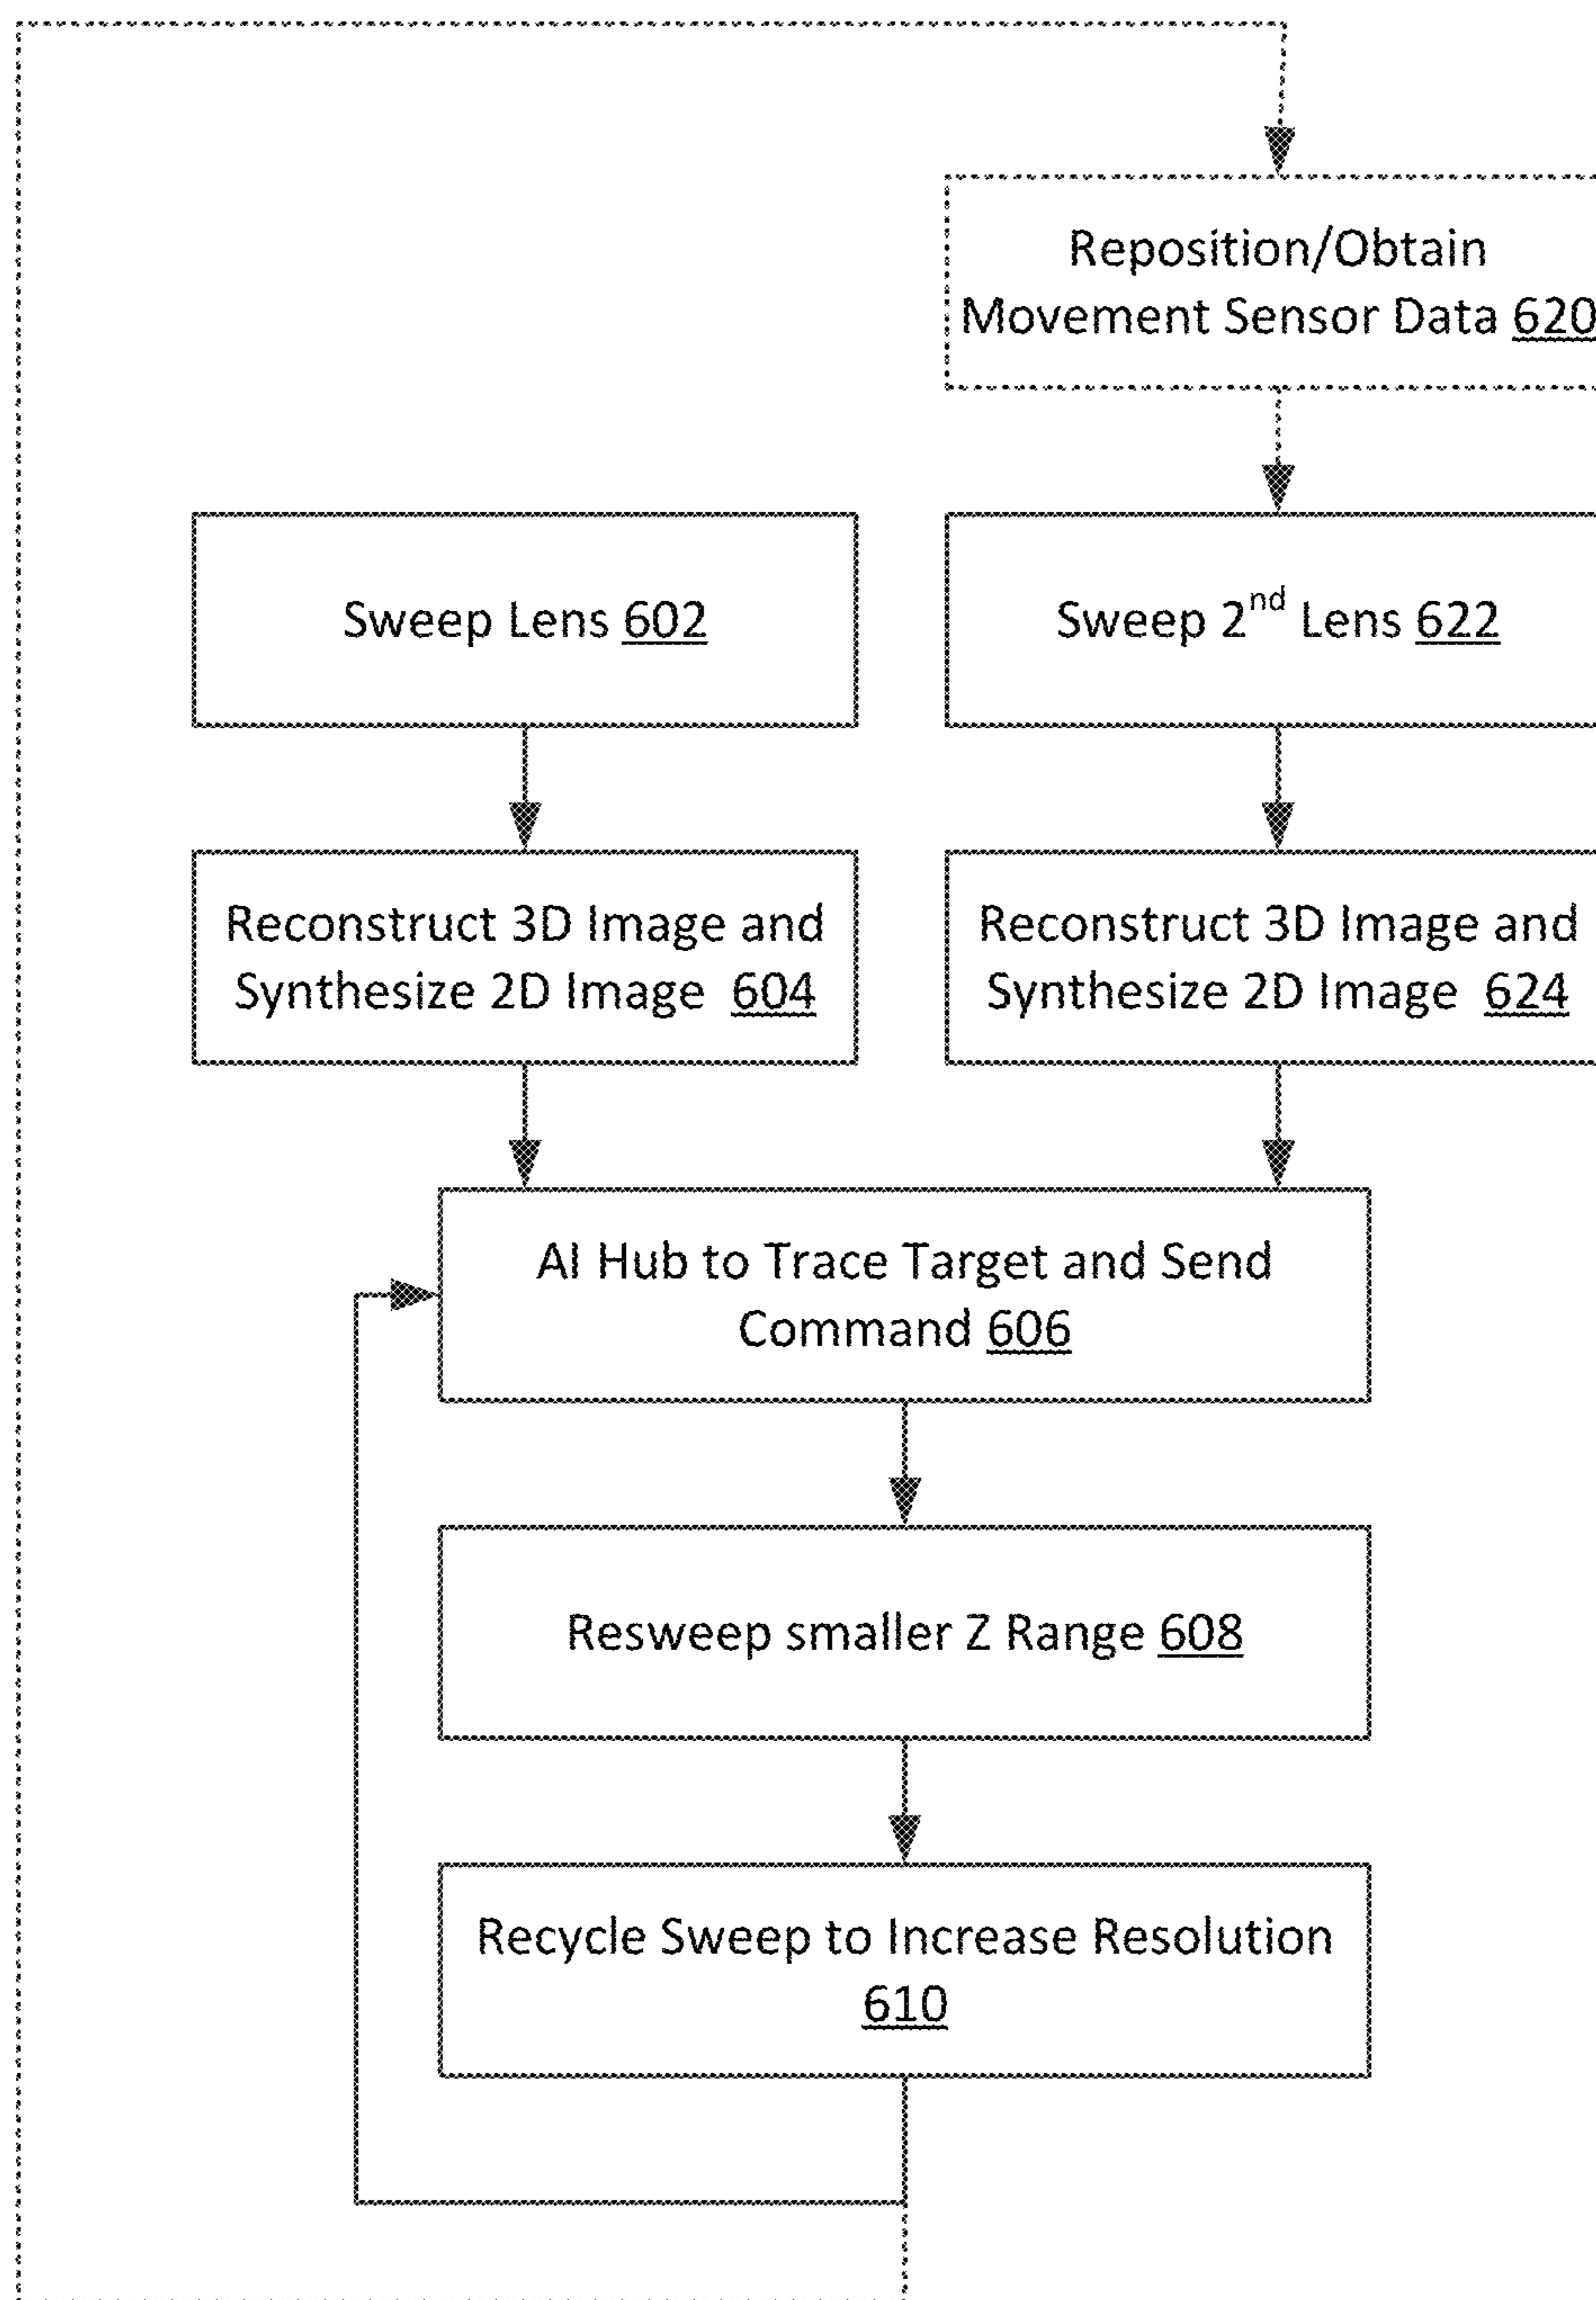 Reposition/Obtain
Movement Sensor Data 620
Sweep Lens 602
Sweep 2nd Lens 622
Reconstruct 3D Image and
Synthesize 2D Image 604
Reconstruct 3D Image and
Synthesize 2D Image 624
AI Hub to Trace Target and Send
Command 606
Resweep smaller Z Range 608
Recycle Sweep to Increase Resolution
610